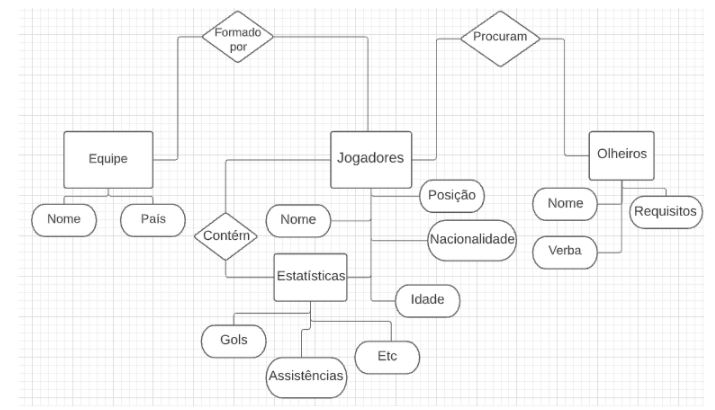 Formado
por
Procuram
Equipe
Jogadores
Olheiros
Nome
País
Posição
Nome
Nome
Requisitos
Contém
Nacionalidade
Verba
Estatísticas
Idade
Gols
Assistências
Etc